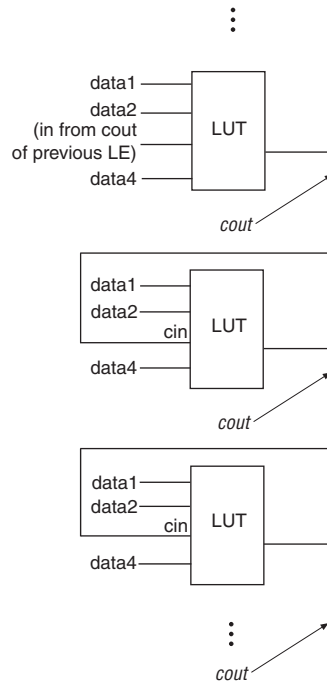 data1
data2
(in from cout
of previous LE)
data4
LUT
cout
data1
data2
cin
data4
LUT
cout
data1
data2
cin
data4
LUT
cout